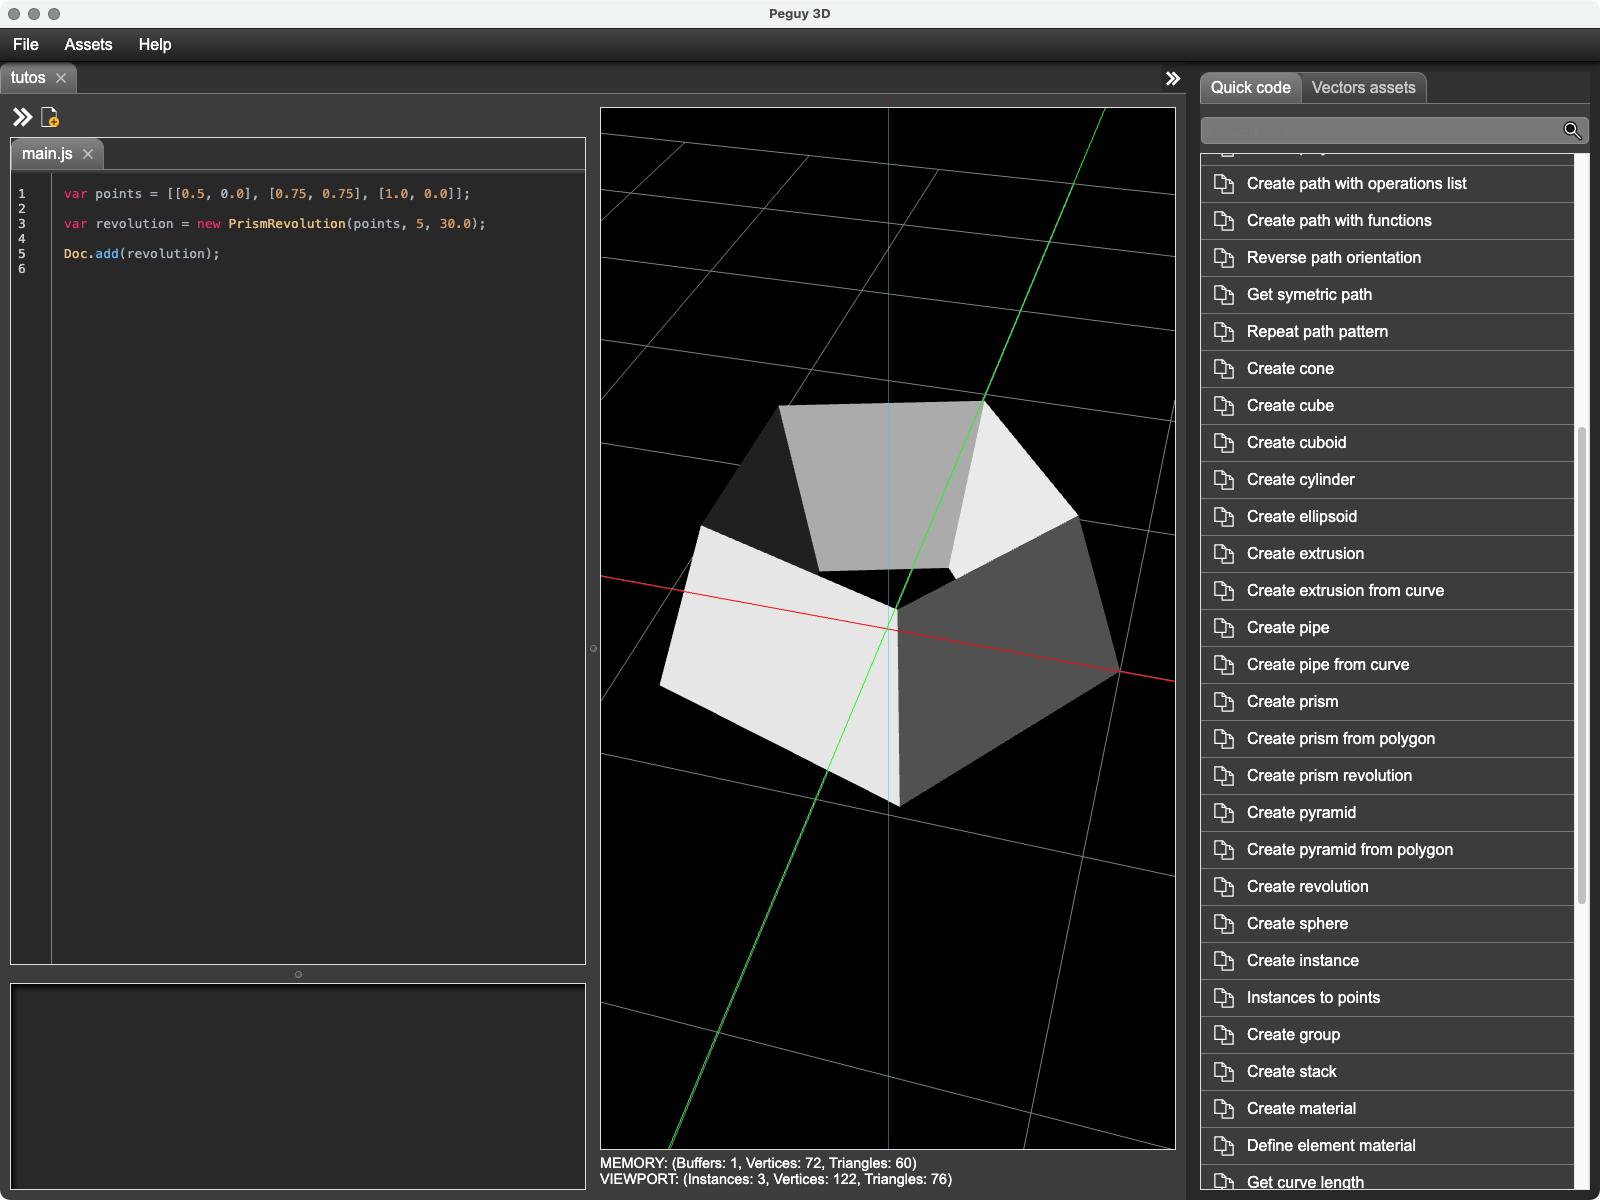 Peguy 3D
File Assets Help
tutos
main.js
1 var points = [[0.5, 0.0], [0.75, 0.75], [1.0, 0.0]];
2
3 var revolution = new PrismRevolution(points, 5, 30.0);
4
5 Doc.add(revolution);
6
MEMORY: (Buffers: 1, Vertices: 72, Triangles: 60)
VIEWPORT: (Instances: 3, Vertices: 122, Triangles: 76)
Quick code Vectors assets
Create path with operations list
Create path with functions
Reverse path orientation
Get symetric path
Repeat path pattern
Create cone
Create cube
Create cuboid
Create cylinder
Create ellipsoid
Create extrusion
Create extrusion from curve
Create pipe
Create pipe from curve
Create prism
Create prism from polygon
Create prism revolution
Create pyramid
Create pyramid from polygon
Create revolution
Create sphere
Create instance
Instances to points
Create group
Create stack
Create material
Define element material
Get curve length